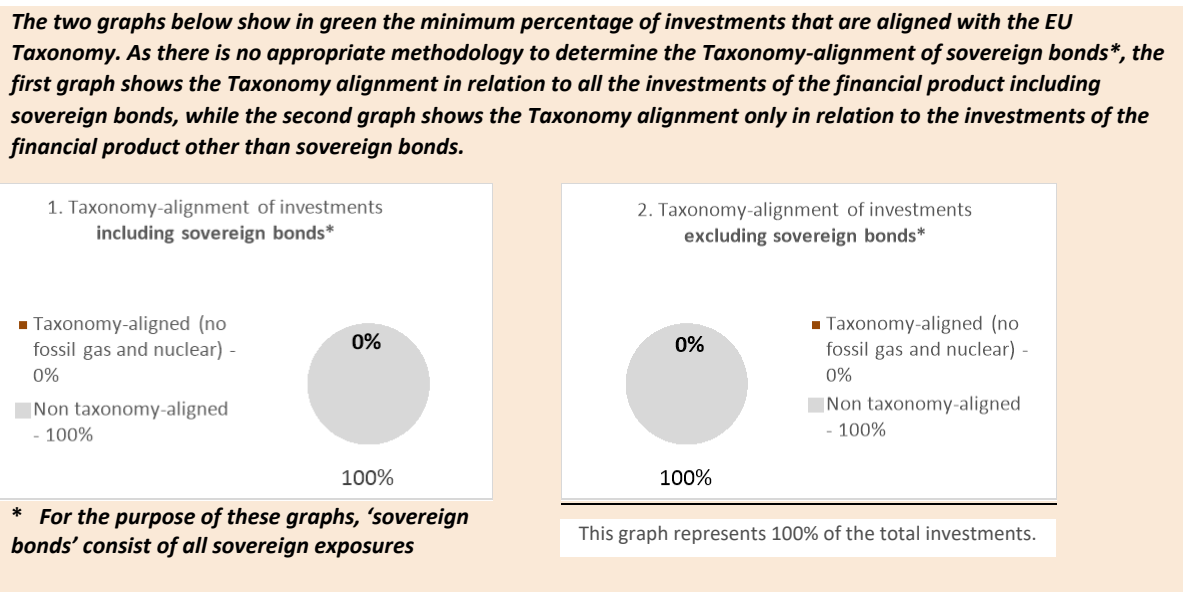 The two graphs below show in green the minimum percentage of investments that are aligned with the EU
Taxonomy. As there is no appropriate methodology to determine the Taxonomy-alignment of sovereign bonds*, the
first graph shows the Taxonomy alignment in relation to all the investments of the financial product including
sovereign bonds, while the second graph shows the Taxonomy alignment only in relation to the investments of the
financial product other than sovereign bonds.
1. Taxonomy-alignment of investments
including sovereign bonds*
Taxonomy-aligned (no
fossil gas and nuclear) -
0%
Non taxonomy-aligned
- 100%
0%
100%
2. Taxonomy-alignment of investments
excluding sovereign bonds*
0%
100%
Taxonomy-aligned (no
fossil gas and nuclear) -
0%
Non taxonomy-aligned
- 100%
* For the purpose of these graphs, ‘sovereign
bonds’ consist of all sovereign exposures
This graph represents 100% of the total investments.